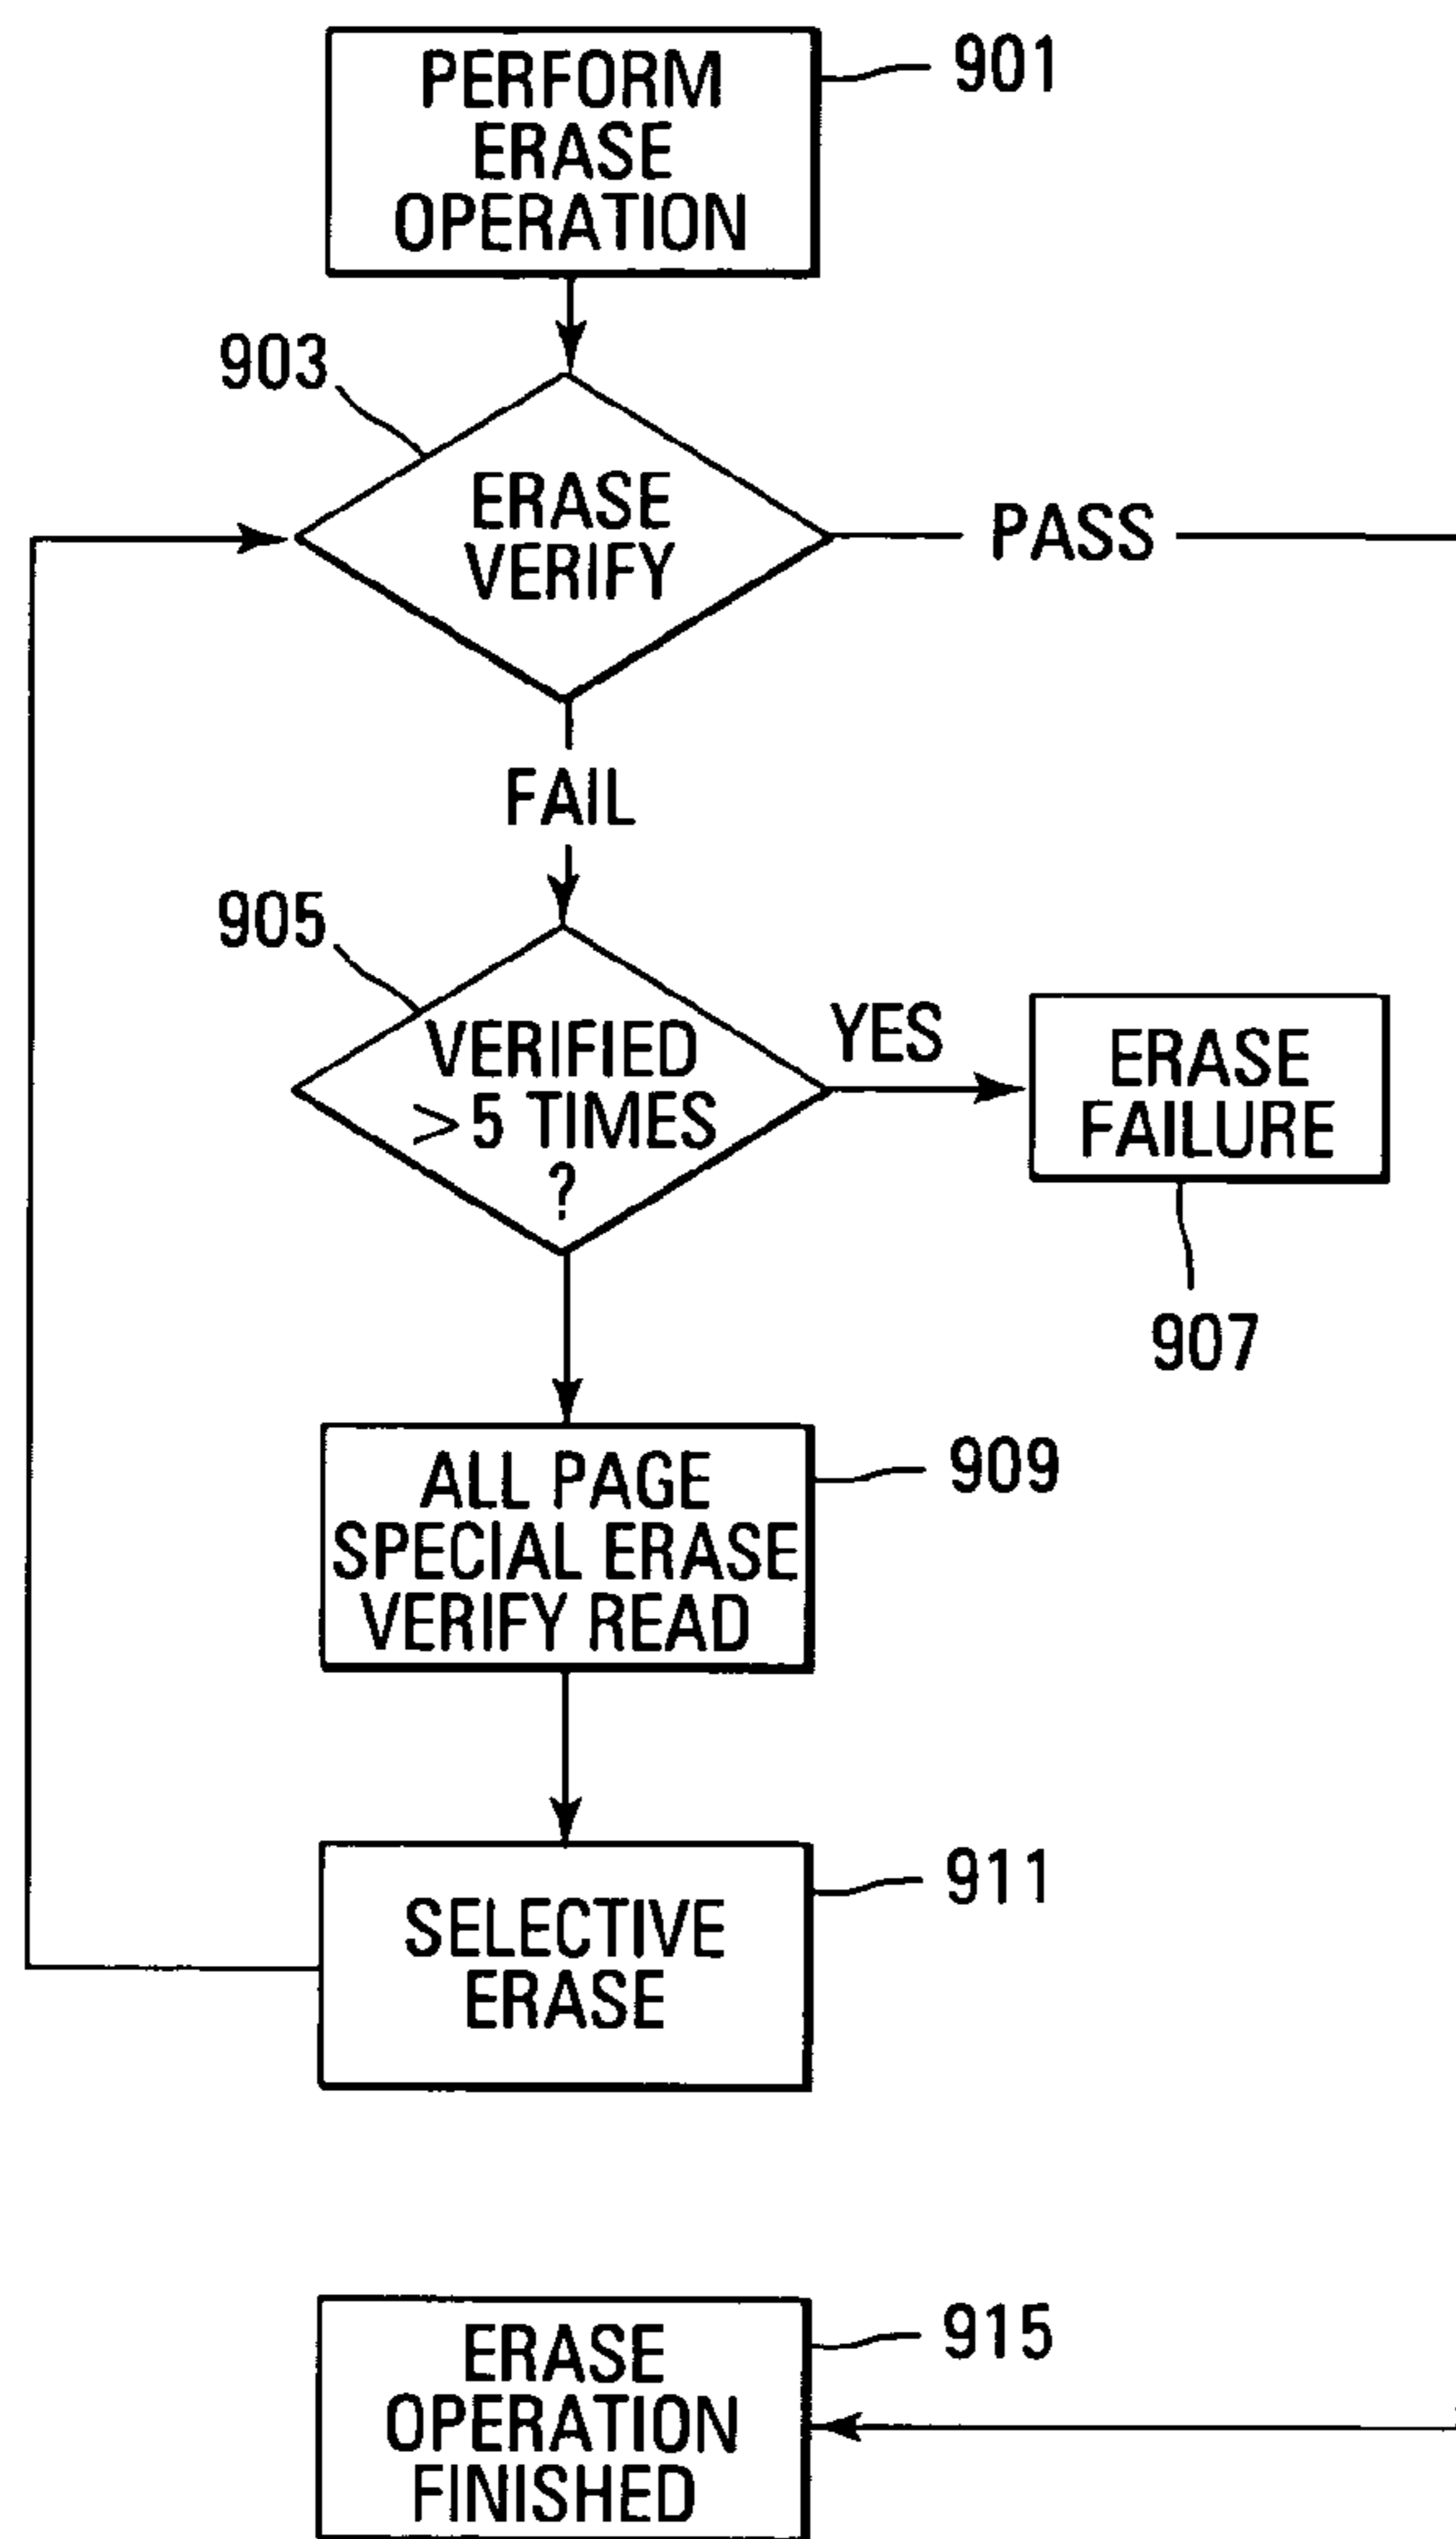 PERFORM
ERASE
OPERATION
901
903
ERASE
VERIFY
PASS
FAIL
905
VERIFIED
>5 TIMES
?
YES
ERASE
FAILURE
907
ALL PAGE
SPECIAL ERASE
VERIFY READ
909
SELECTIVE
ERASE
911
ERASE
OPERATION
FINISHED
915